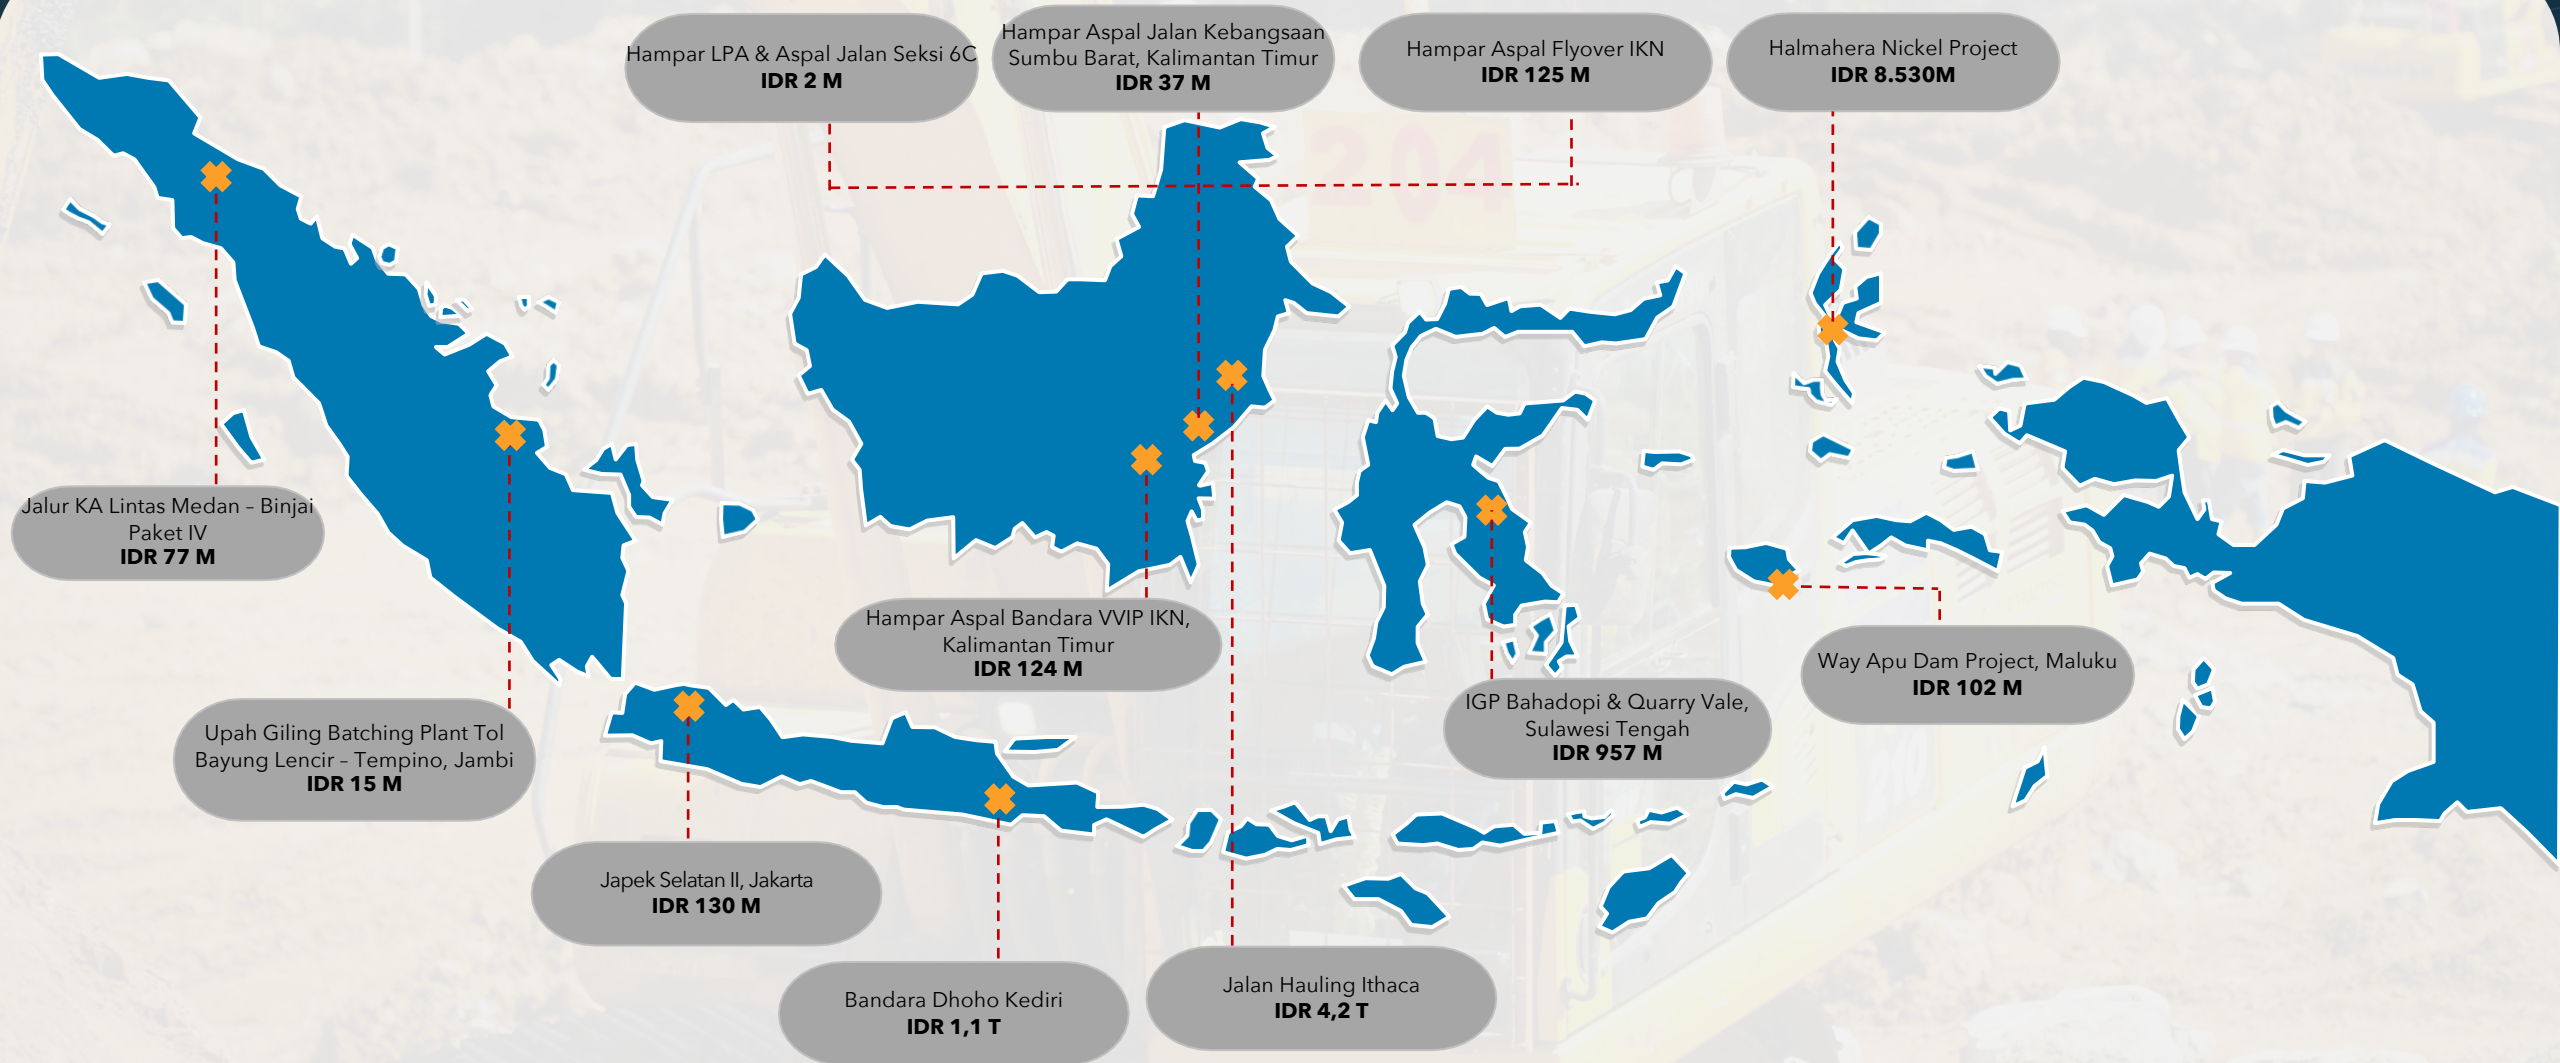 Hampar LPA & Aspal Jalan Seksi 6C
IDR 2 M
Hampar Aspal Jalan Kebangsaan
Sumbu Barat, Kalimantan Timur
IDR 37 M
Hampar Aspal Flyover IKN
IDR 125 M
Halmahera Nickel Project
IDR 8.530M
204
Jalur KA Lintas Medan – Binjai
Paket IV
IDR 77 M
Hampar Aspal Bandara VVIP IKN,
Kalimantan Timur
IDR 124 M
Way Apu Dam Project, Maluku
IDR 102 M
IGP Bahadopi & Quarry Vale,
Sulawesi Tengah
IDR 957 M
Upah Giling Batching Plant Tol
Bayung Lencir – Tempino, Jambi
IDR 15 M
Japek Selatan II, Jakarta
IDR 130 M
Bandara Dhoho Kediri
IDR 1,1 T
Jalan Hauling Ithaca
IDR 4,2 T